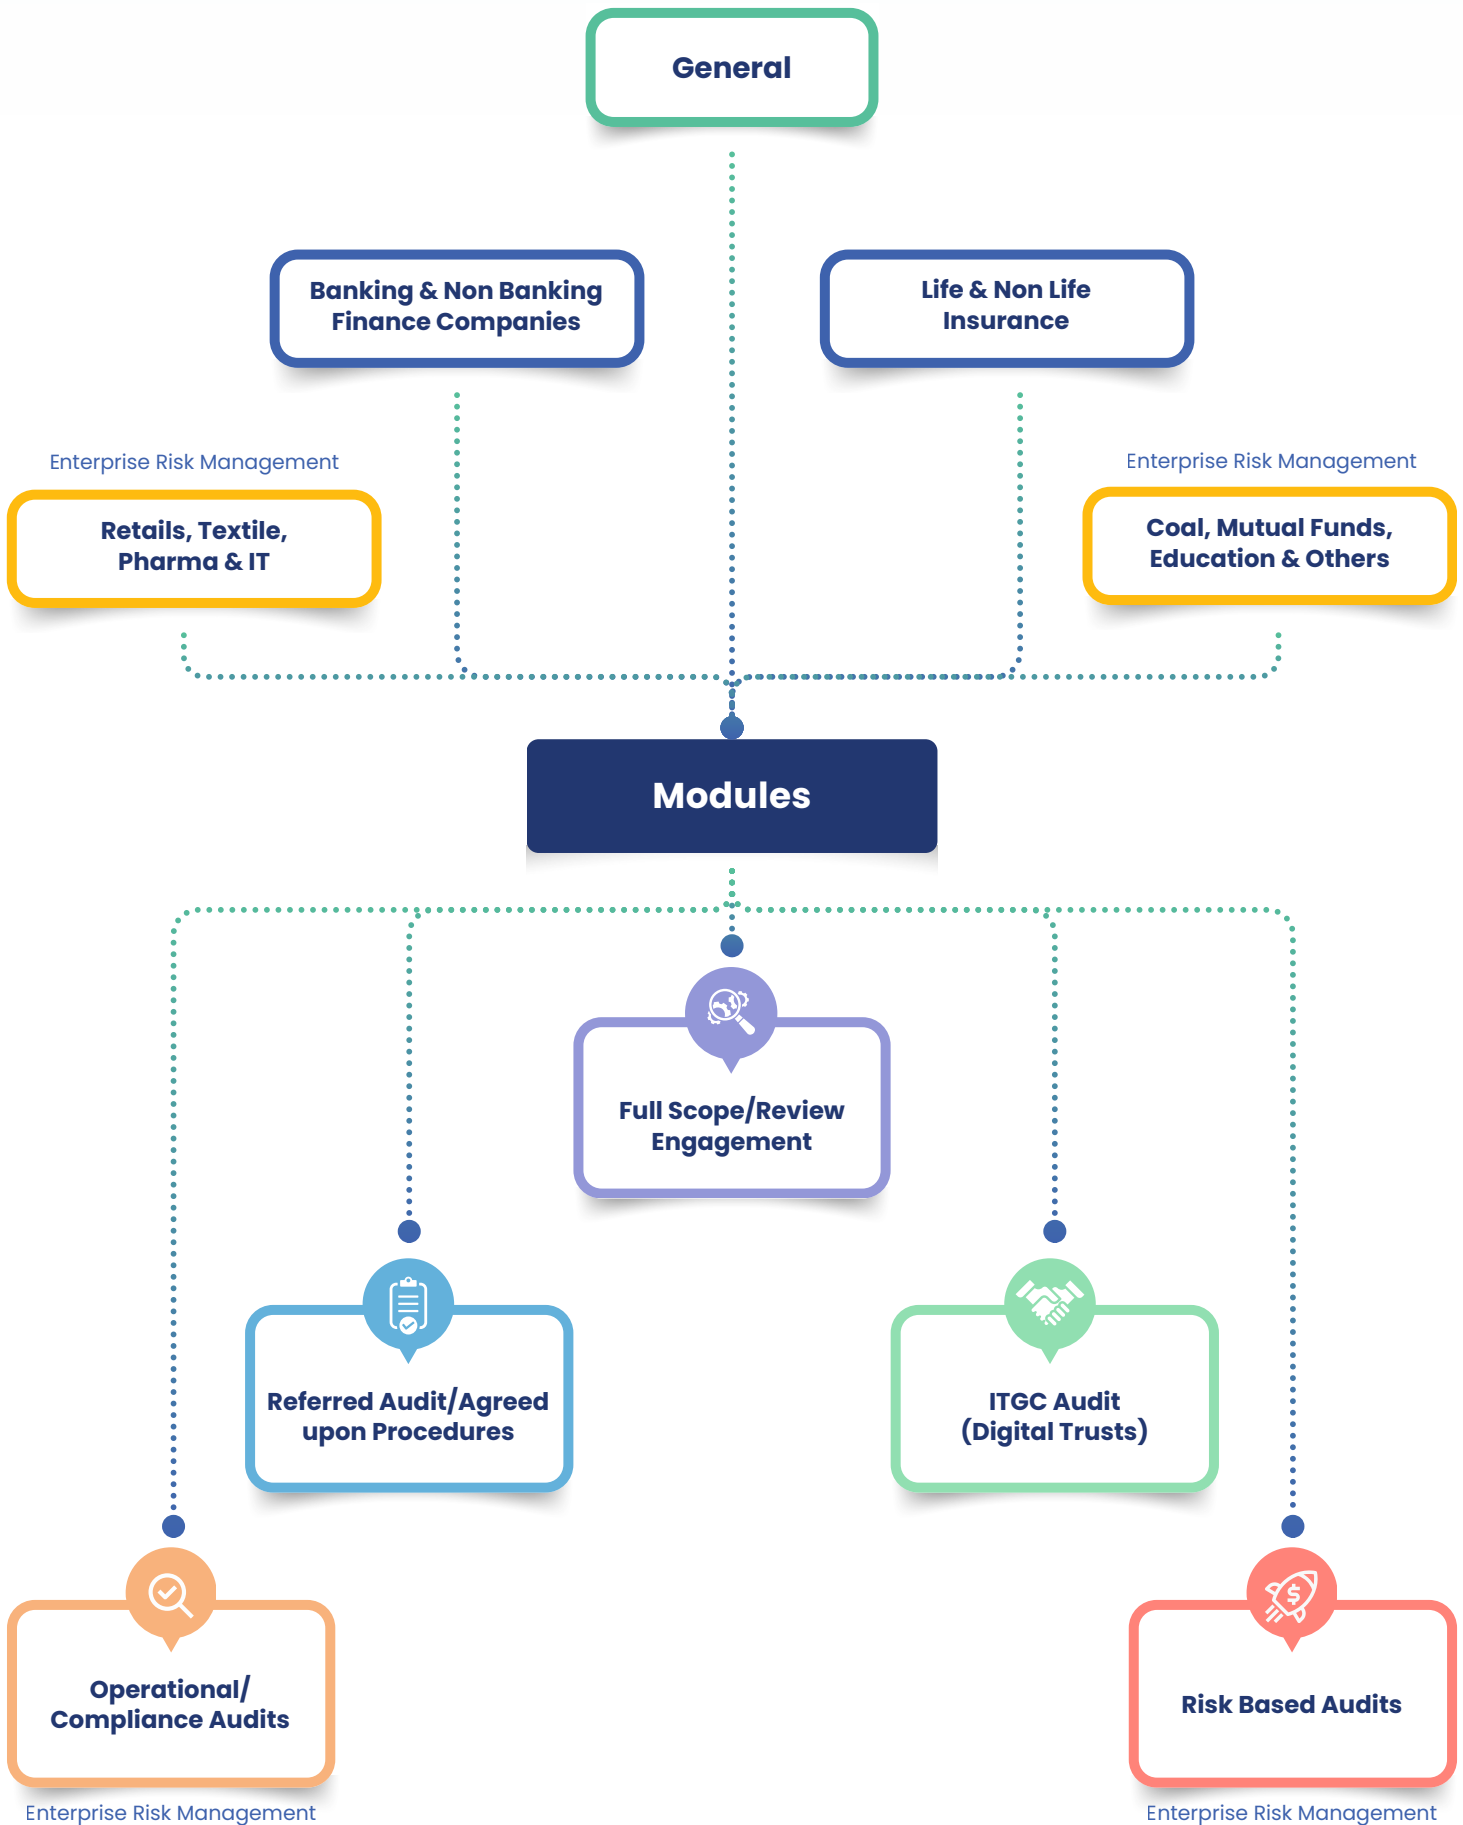 General
Banking & Non Banking
Finance Companies
Life & Non Life
Insurance
Enterprise Risk Management
Retails, Textile,
Pharma & IT
Enterprise Risk Management
Coal, Mutual Funds,
Education & Others
Modules
Full Scope/Review
Engagement
Referred Audit/Agreed
upon Procedures
ITGC Audit
(Digital Trusts)
Operational/
Compliance Audits
Enterprise Risk Management
$
Risk Based Audits
Enterprise Risk Management